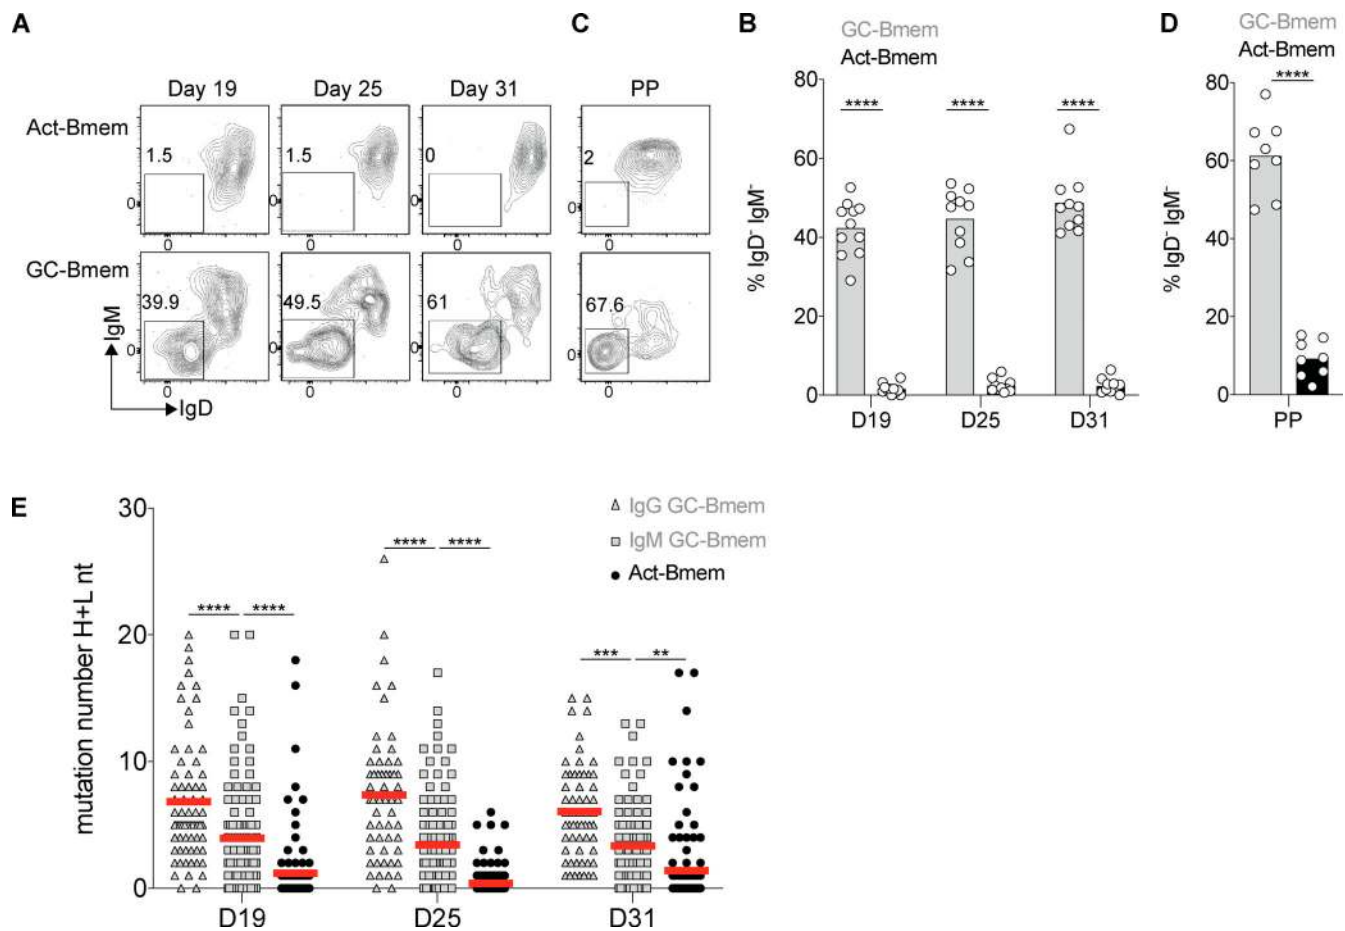 A
Day 19
Day 25
Day 31
Act-Bmem
1.5
1.5
0
0
0
0
0
0
0
GC-Bmem
39.9
49.5
61
0
0
0
0
0
0
IgM
IgD
C
PP
2
0
0
67.6
0
0
B
GC-Bmem
Act-Bmem
% IgD- IgM-
80
60
40
20
0
****
****
****
D19
D25
D31
D
GC-Bmem
Act-Bmem
****
% IgD- IgM-
80
60
40
20
0
PP
E
mutation number H+L nt
30
20
10
0
IgG GC-Bmem
IgM GC-Bmem
Act-Bmem
**** ****
**** ****
*** **
D19
D25
D31